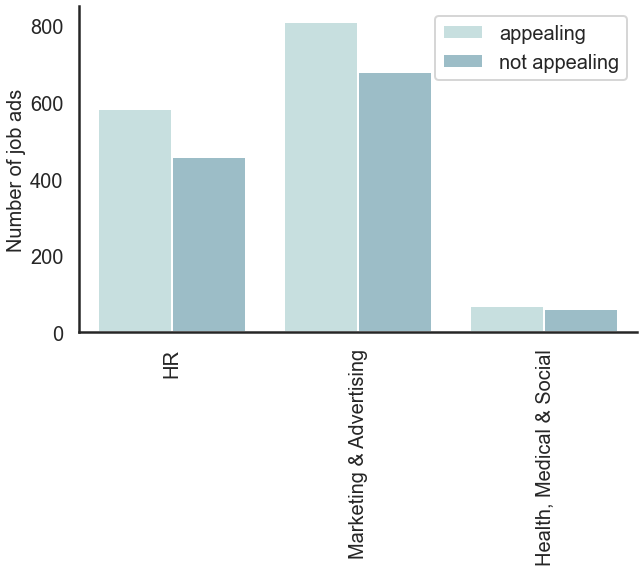 800
600
400
200
0
Number of job ads
appealing
not appealing
HR
Marketing & Advertising
Health, Medical & Social